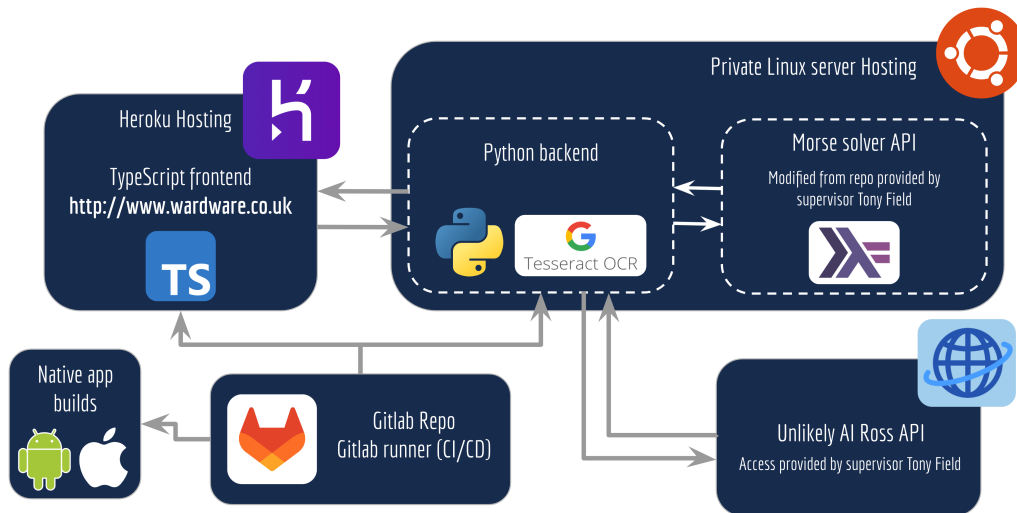 Private Linux server Hosting
Heroku Hosting
TypeScript frontend
http://www.wardware.co.uk
TS
Python backend
Tesseract OCR
Morse solver API
Modified from repo provided by
supervisor Tony Field
Native app
builds
Gitlab Repo
Gitlab runner (CI/CD)
Unlikely AI Ross API
Access provided by supervisor Tony Field